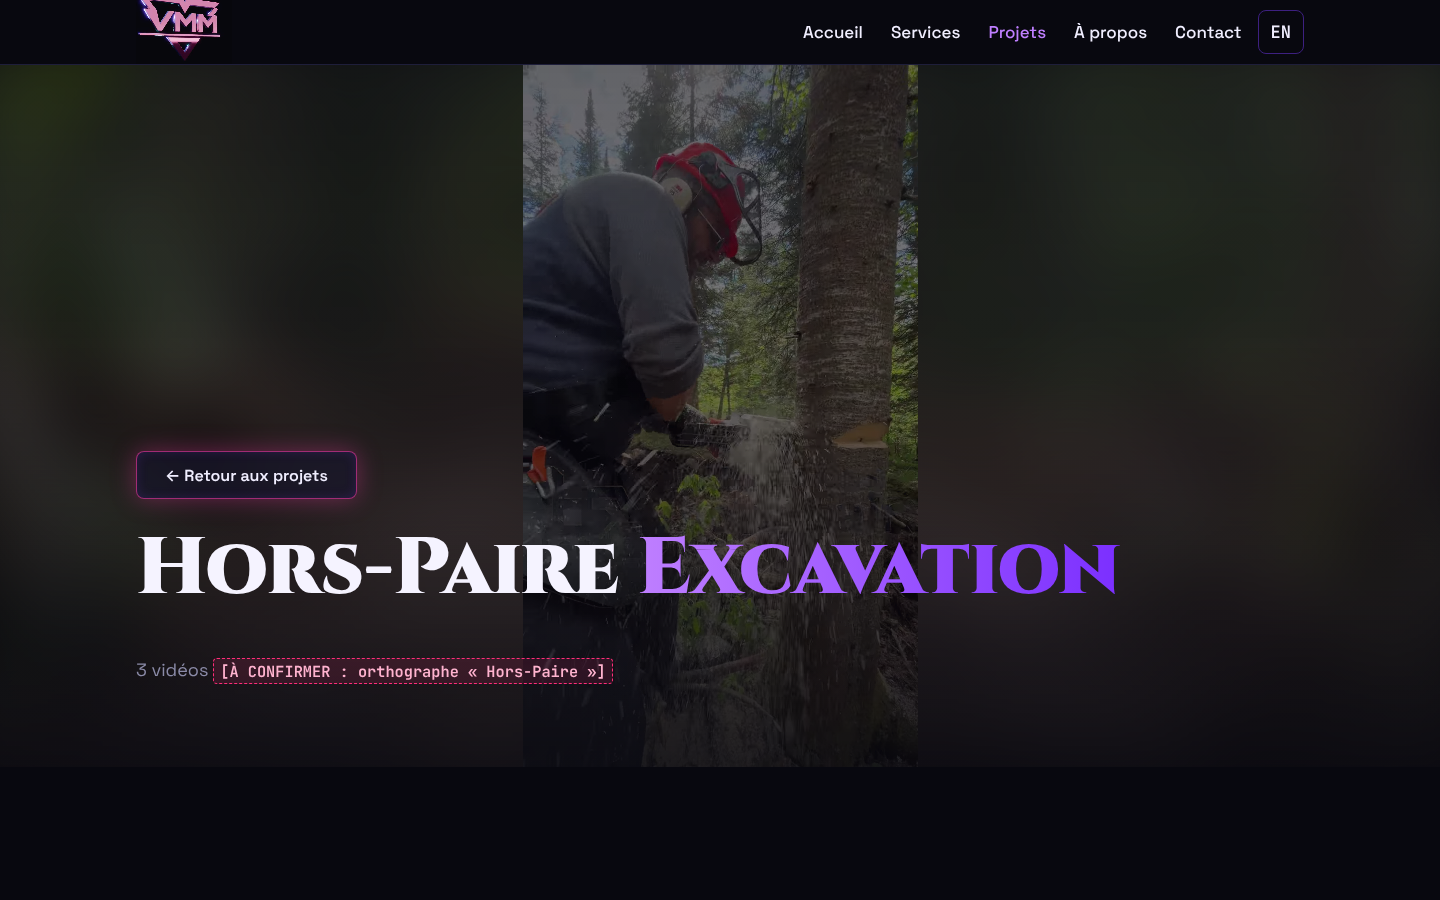 VMM
Accueil Services Projets À propos Contact EN
← Retour aux projets
Hors-Paire Excavation
3 vidéos [À CONFIRMER : orthographe « Hors-Paire »]